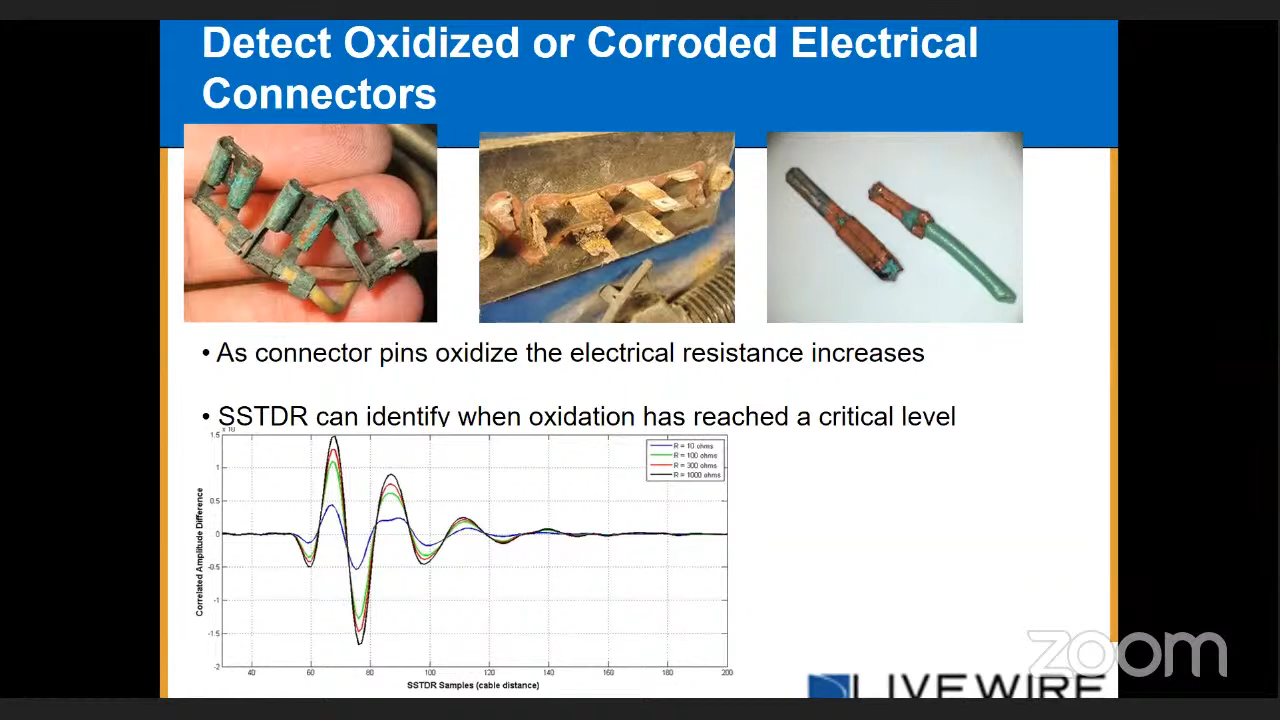 Detect Oxidized or Corroded Electrical
Connectors
• As connector pins oxidize the electrical resistance increases
• SSTDR can identify when oxidation has reached a critical level
1.5
1
0.5
0
-0.5
-1
-1.5
-2
Correlated Amplitude Difference
R = 10 ohms
R = 100 ohms
R = 300 ohms
R = 1000 ohms
40 60 80 100 120 140 160 180 200
SSTDR Samples (cable distance)
zoom
LIVEWIRE